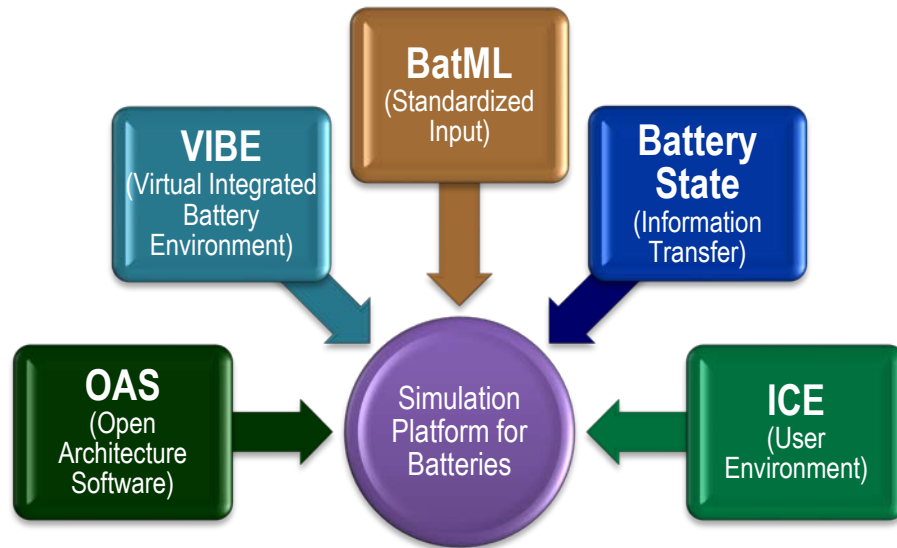 BatML
(Standardized
Input)
VIBE
(Virtual Integrated
Battery
Environment)
Battery
State
(Information
Transfer)
OAS
(Open
Architecture
Software)
Simulation
Platform for
Batteries
ICE
(User
Environment)